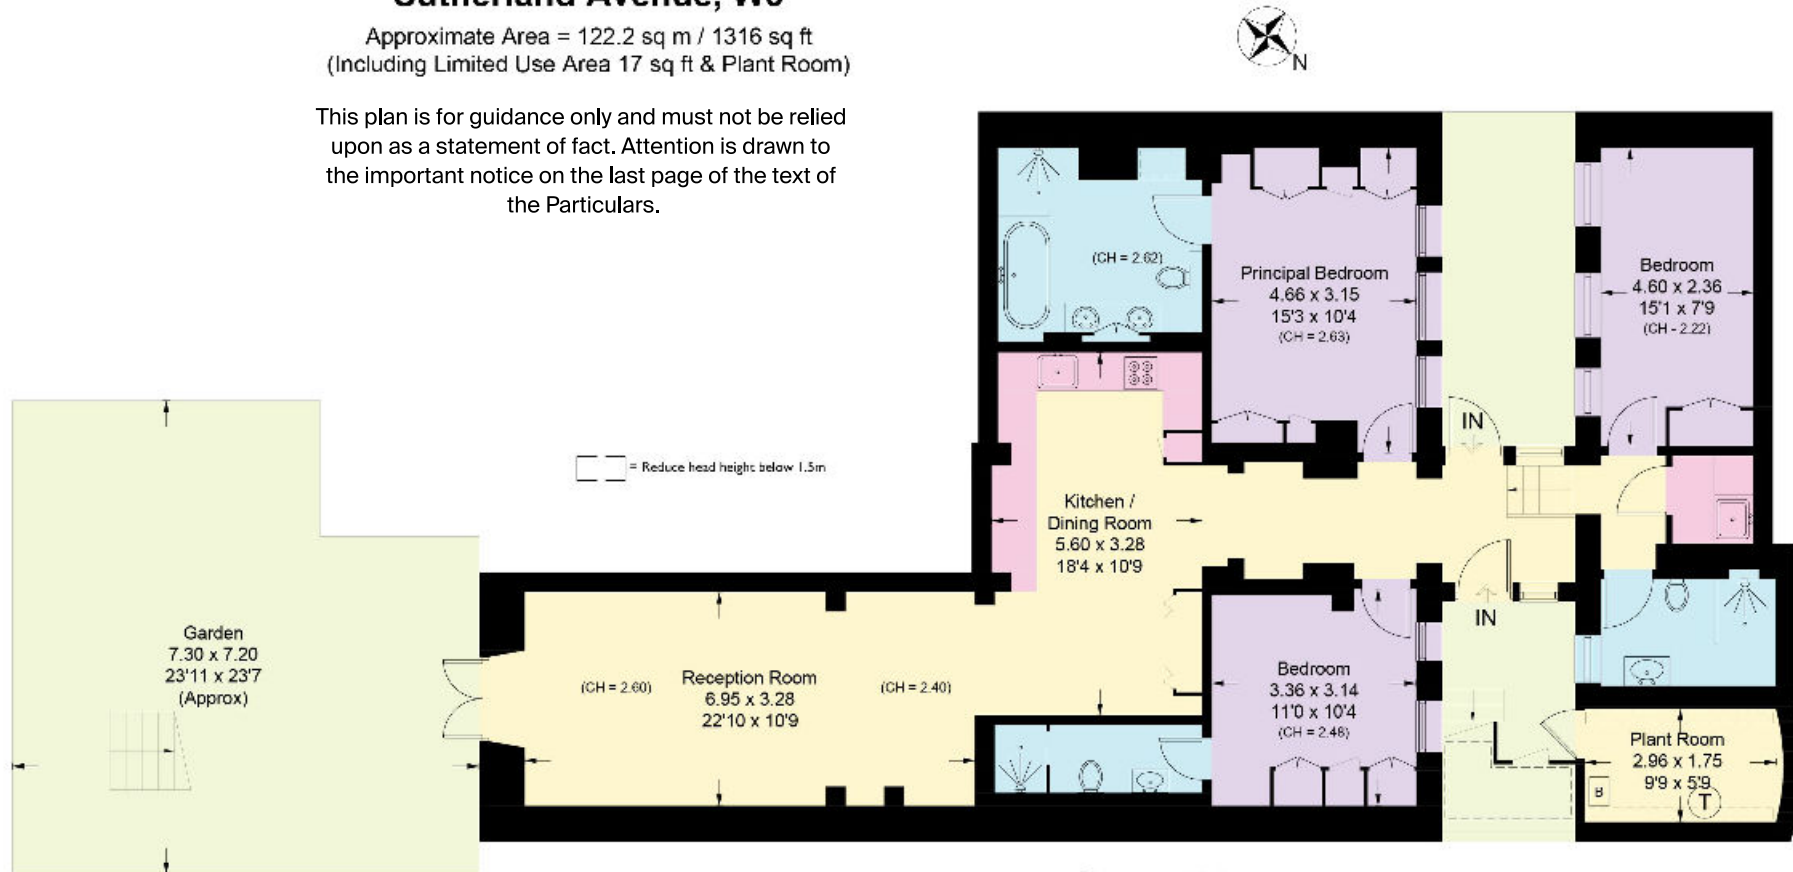 Sutherland Avenue, W9
Approximate Area = 122.2 sq m / 1316 sq ft
(Including Limited Use Area 17 sq ft & Plant Room)
This plan is for guidance only and must not be relied
upon as a statement of fact. Attention is drawn to
the important notice on the last page of the text of
the Particulars.
N
(CH = 2.62)
Principal Bedroom
4.66 x 3.15
15'3 x 10'4
(CH = 2.63)
Bedroom
4.60 x 2.36
15'1 x 7'9
(CH - 2.22)
IN
= Reduce head height below 1.5m
Kitchen /
Dining Room
5.60 x 3.28
18'4 x 10'9
IN
Garden
7.30 x 7.20
23'11 x 23'7
(Approx)
(CH = 2.60)
Reception Room
6.95 x 3.28
22'10 x 10'9
(CH = 2.40)
Bedroom
3.36 x 3.14
11'0 x 10'4
(CH = 2.48)
Plant Room
2.96 x 1.75
9'9 x 5'9
B
T